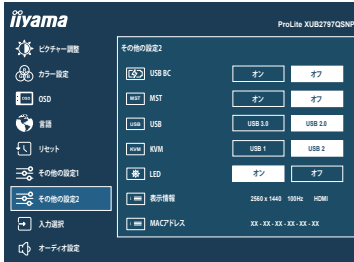 iiyama
ProLite XUB2797QSNP
ピクチャー調整
カラー設定
OSD OSD
言語
リセット
その他の設定1
その他の設定2
入力選択
オーディオ設定
その他の設定2
USB BC オン オフ
MST MST オン オフ
USB USB USB 3.0 USB 2.0
KVM KVM USB 1 USB 2
LED オン オフ
i 表示情報 2560 x 1440 100Hz HDMI
i MACアドレス XX - XX - XX - XX - XX - XX